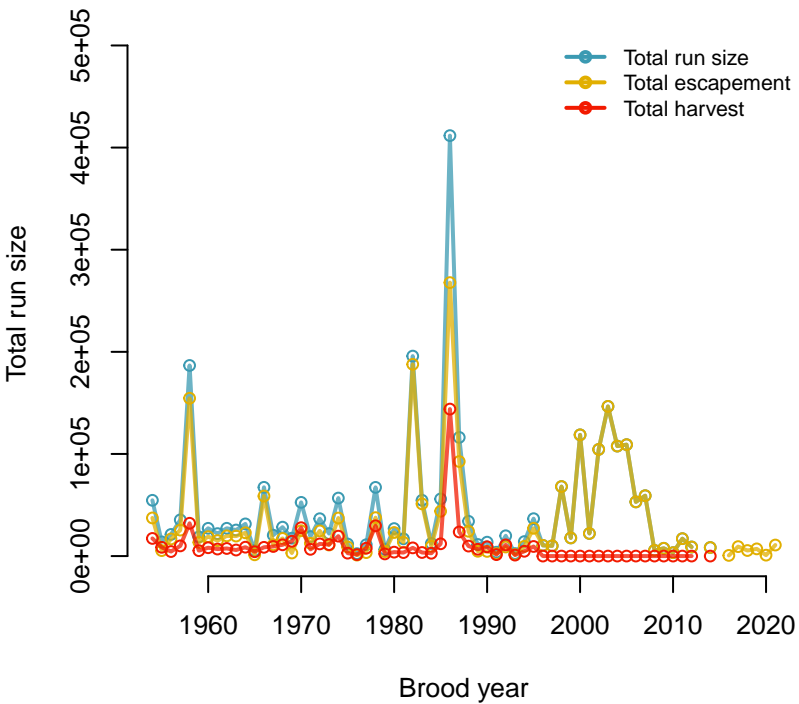 Total run size
5e+05
4e+05
3e+05
2e+05
1e+05
0e+00
Total run size
Total escapement
Total harvest
1960 1970 1980 1990 2000 2010 2020
Brood year